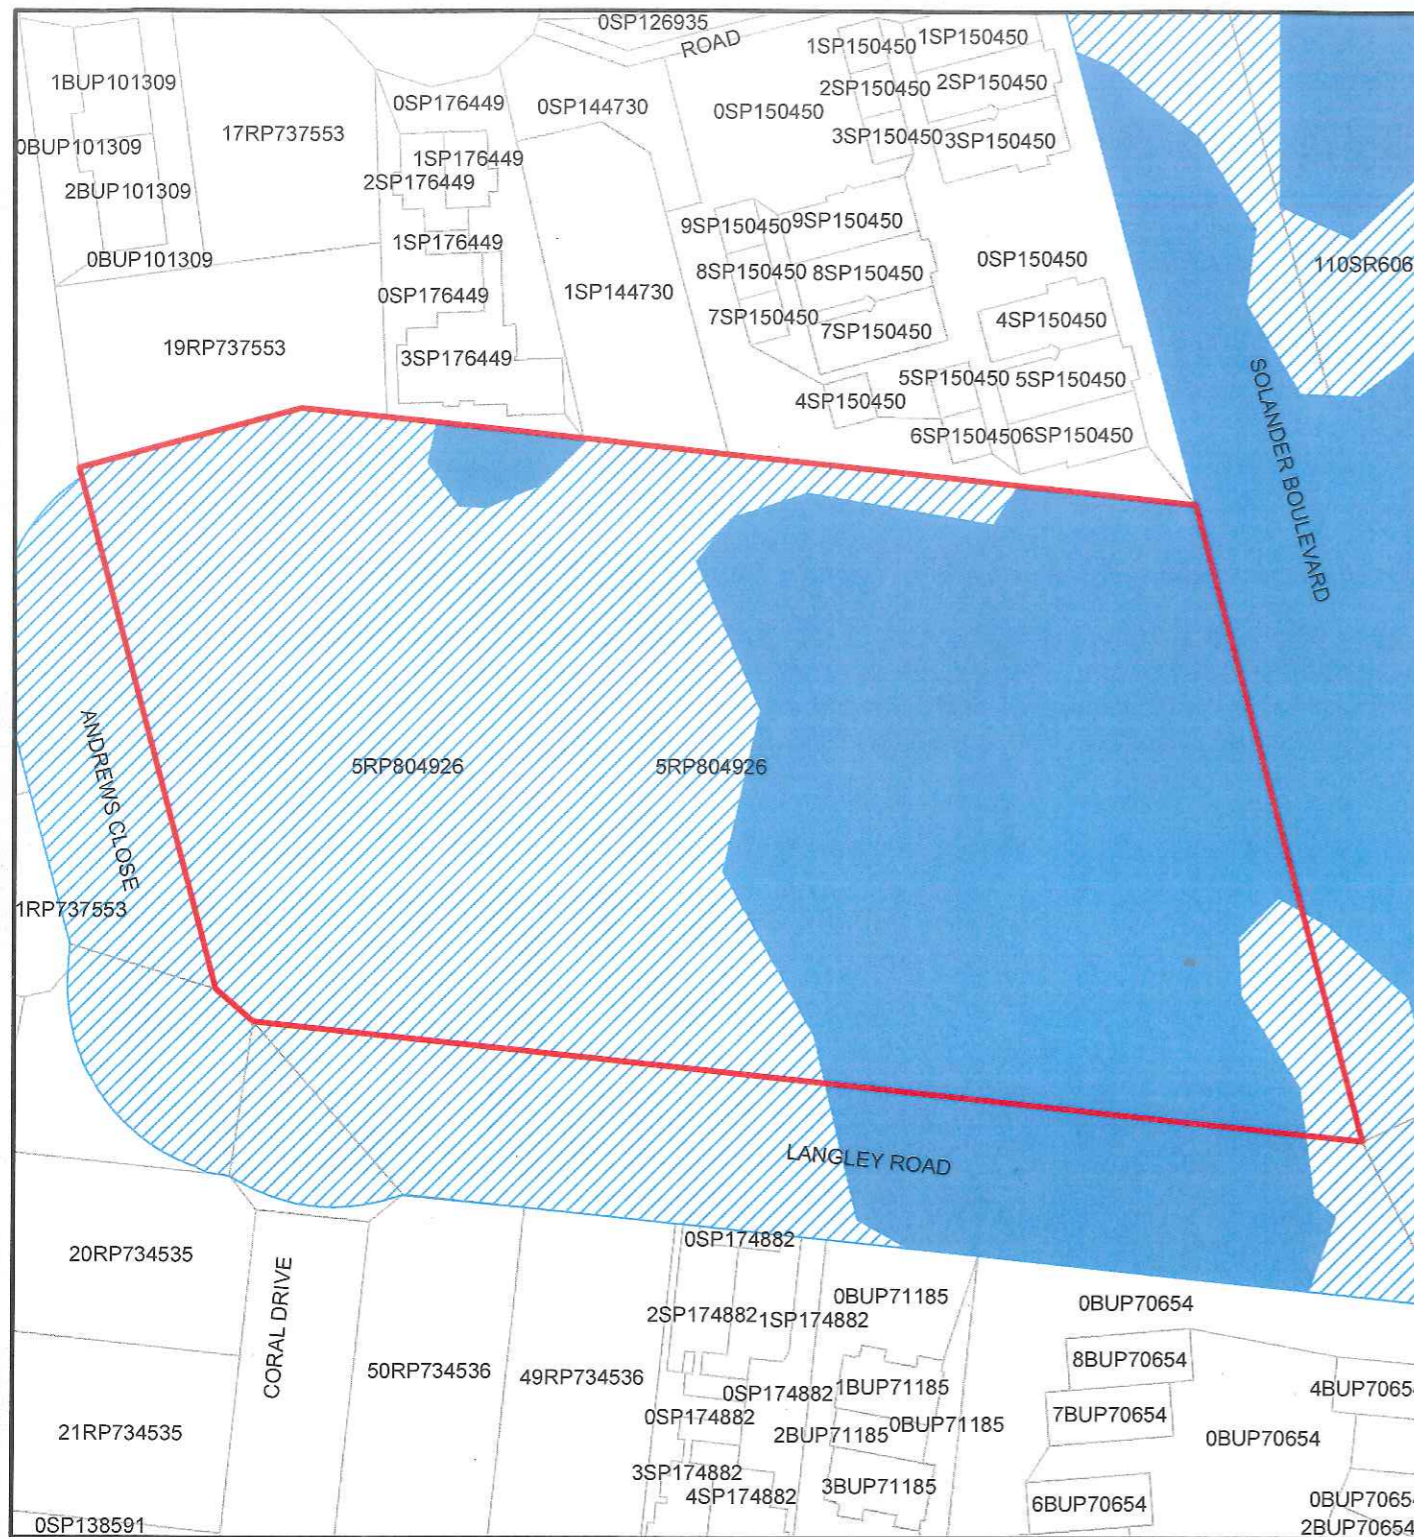 0SP126935
ROAD
1SP150450
1SP150450
1BUP101309
2SP150450
2SP150450
0SP176449
0SP144730
0SP150450
17RP737553
3SP150450
3SP150450
0BUP101309
1SP176449
2SP176449
2BUP101309
9SP150450
9SP150450
1SP176449
0BUP101309
0SP150450
110SR606
8SP150450
8SP150450
0SP176449
1SP144730
7SP150450
4SP150450
7SP150450
19RP737553
3SP176449
5SP150450
5SP150450
4SP150450
6SP150450
6SP150450
SOLANDER BOULEVARD
5RP804926
5RP804926
ANDREWS CLOSE
1RP737553
LANGLEY ROAD
0SP174882
20RP734535
0BUP71185
0BUP70654
2SP174882
1SP174882
CORAL DRIVE
8BUP70654
50RP734536
49RP734536
0SP174882
1BUP71185
4BUP7065
7BUP70654
0SP174882
0BUP71185
21RP734535
2BUP71185
0BUP70654
3SP174882
3BUP71185
4SP174882
6BUP70654
0BUP7065
0SP138591
2BUP70654